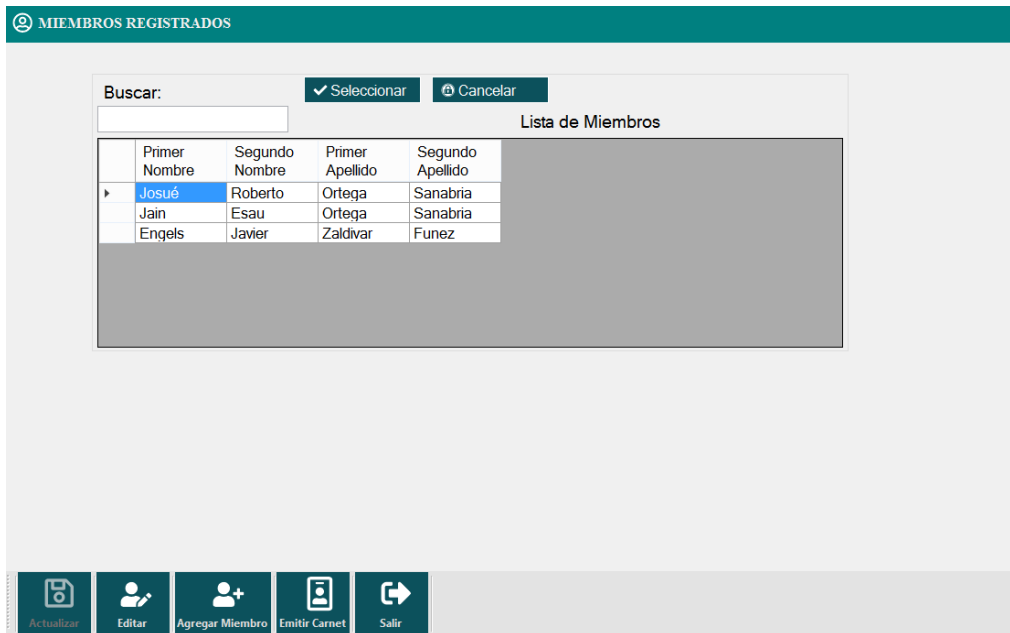 MIEMBROS REGISTRADOS
Buscar:
Seleccionar
Cancelar
Lista de Miembros
Primer Nombre
Segundo Nombre
Primer Apellido
Segundo Apellido
Josué Roberto Ortega Sanabria
Jain Esau Ortega Sanabria
Engels Javier Zaldivar Funez
Actualizar
Editar
Agregar Miembro
Emitir Carnet
Salir